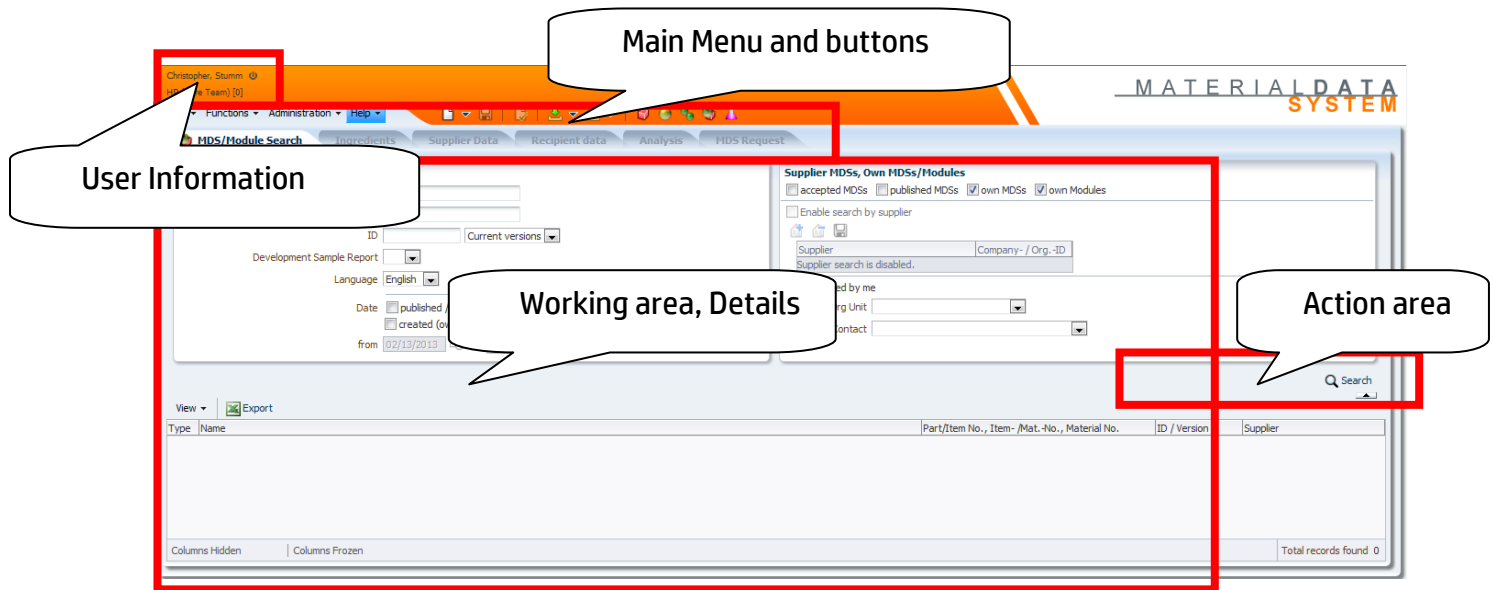 Main Menu and buttons
Christopher, Stumm
Team) [0]
MATERIALDATA
SYSTEM
Functions Administration Help
MDS/Module Search Ingredients Supplier Data Recipient data Analysis MDS Request
User Information
Supplier MDSs, Own MDSs/Modules
accepted MDSs published MDSs own MDSs own Modules
Enable search by supplier
ID Current versions
Supplier Company- / Org.-ID
Development Sample Report
Supplier search is disabled.
Language English
Working area, Details
Action area
by me
Date published /
Unit
created
from 02/13/2013
Search
View Export
Type Name Part/Item No., Item- /Mat.-No., Material No. ID / Version Supplier
Columns Hidden Columns Frozen Total records found 0